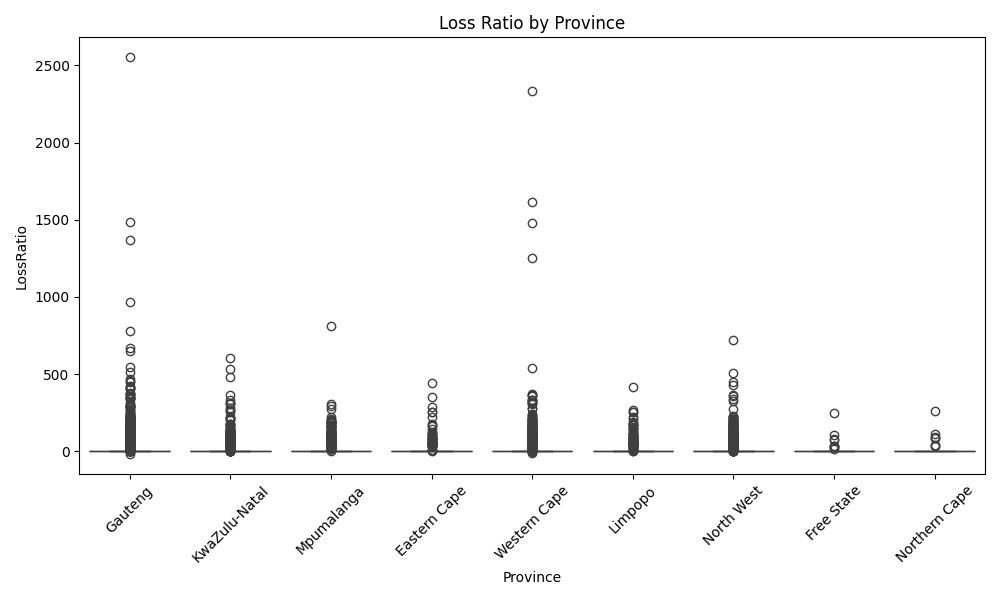 Loss Ratio by Province
LossRatio
2500
2000
1500
1000
500
0
Gauteng
KwaZulu-Natal
Mpumalanga
Eastern Cape
Western Cape
Limpopo
North West
Free State
Northern Cape
Province